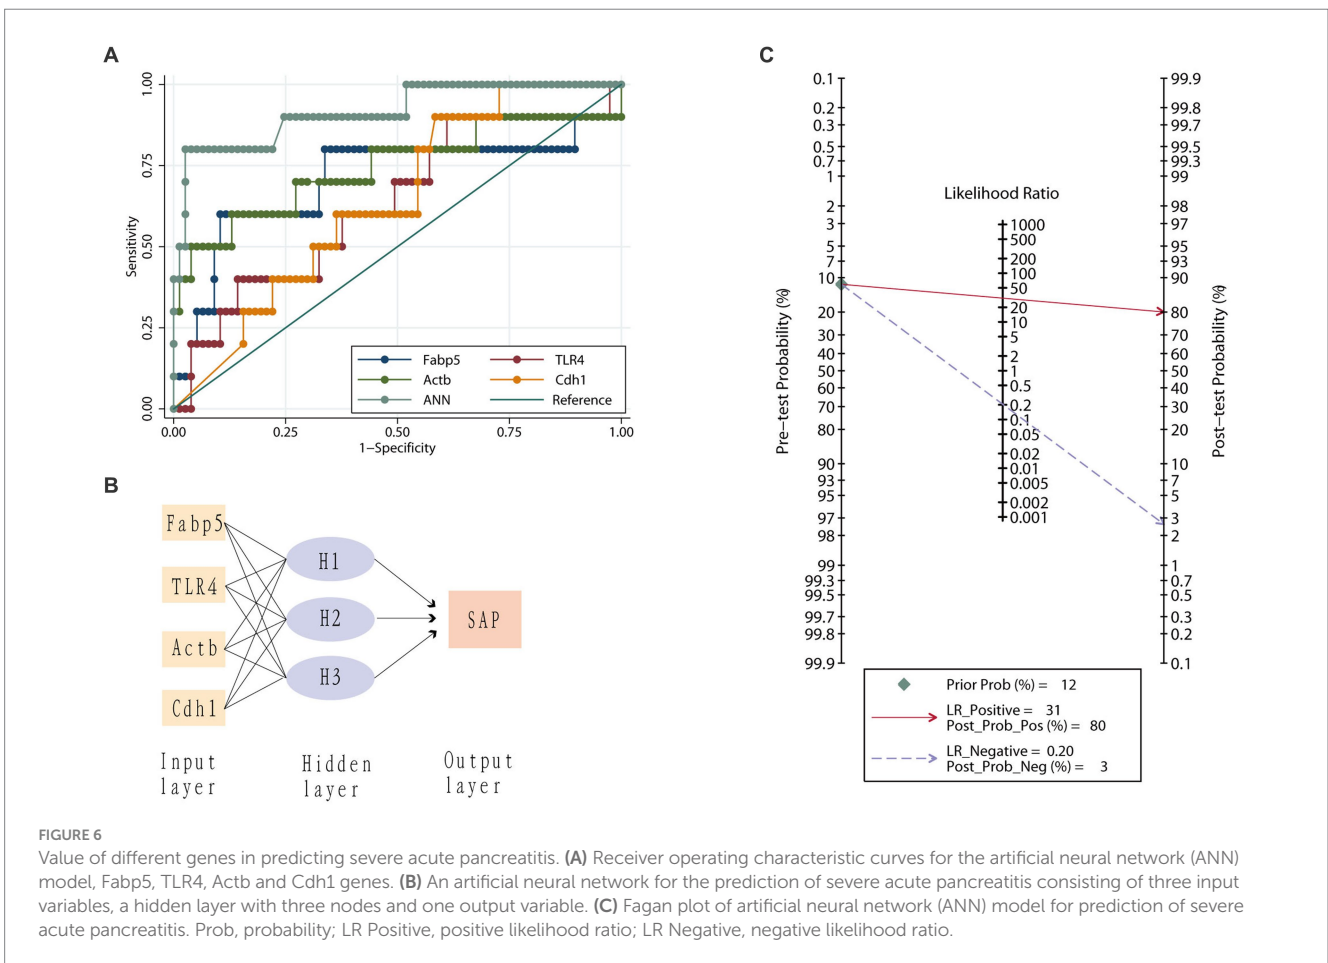 A
1.00
0.75
0.50
0.25
0.00
Sensitivity
0.00 0.25 0.50 0.75 1.00
1−Specificity
Fabp5 TLR4
Actb Cdh1
ANN Reference
B
Fabp5
TLR4
Actb
Cdh1
H1
H2
H3
SAP
Input
layer
Hidden
layer
Output
layer
C
Pre−test Probability (%)
0.1
0.2
0.3
0.5
0.7
1
2
3
5
7
10
20
30
40
50
60
70
80
90
93
95
97
98
99
99.3
99.5
99.7
99.8
99.9
Likelihood Ratio
1000
500
200
100
50
20
10
5
2
1
0.5
0.2
0.1
0.05
0.02
0.01
0.005
0.002
0.001
99.9
99.8
99.7
99.5
99.3
99
98
97
95
93
90
80
70
60
50
40
30
20
10
7
5
3
2
1
0.7
0.5
0.3
0.2
0.1
Post−test Probability (%)
Prior Prob (%) = 12
LR_Positive = 31
Post_Prob_Pos (%) = 80
LR_Negative = 0.20
Post_Prob_Neg (%) = 3
FIGURE 6
Value of different genes in predicting severe acute pancreatitis. (A) Receiver operating characteristic curves for the artificial neural network (ANN)
model, Fabp5, TLR4, Actb and Cdh1 genes. (B) An artificial neural network for the prediction of severe acute pancreatitis consisting of three input
variables, a hidden layer with three nodes and one output variable. (C) Fagan plot of artificial neural network (ANN) model for prediction of severe
acute pancreatitis. Prob, probability; LR Positive, positive likelihood ratio; LR Negative, negative likelihood ratio.